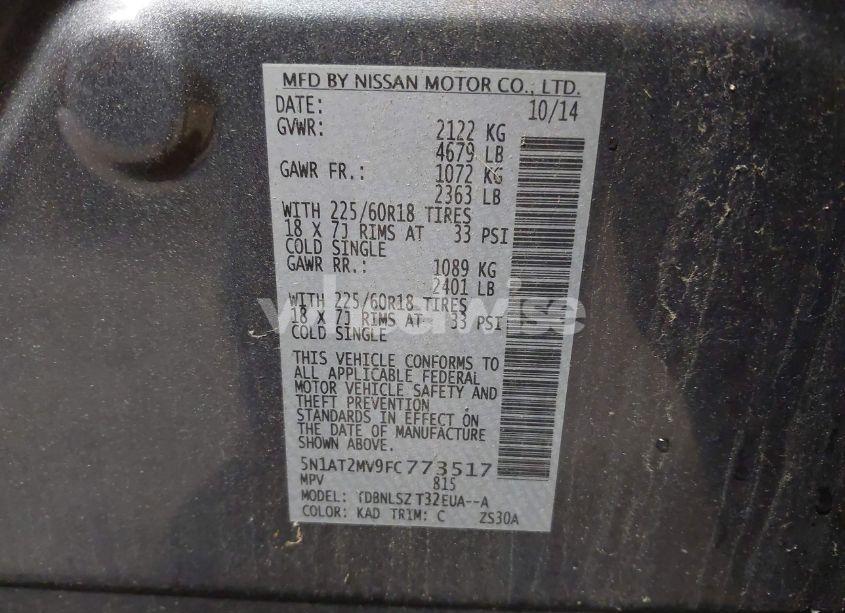 MFD BY NISSAN MOTOR CO., LTD.
DATE: 10/14
GVWR: 2122 KG
4679 LB
GAWR FR.: 1072 KG
2363 LB
WITH 225/60R18 TIRES
18 X 7J RIMS AT 33 PSI
COLD SINGLE
GAWR RR.: 1089 KG
2401 LB
WITH 225/60R18 TIRES
18 X 7J RIMS AT 33 PSI
COLD SINGLE
THIS VEHICLE CONFORMS TO
ALL APPLICABLE FEDERAL
MOTOR VEHICLE SAFETY AND
THEFT PREVENTION
STANDARDS IN EFFECT ON
THE DATE OF MANUFACTURE
SHOWN ABOVE.
5N1AT2MV9FC773517
MPV 815
MODEL: TDBNLSZ T32EUA--A
COLOR: KAD TRIM: C ZS30A